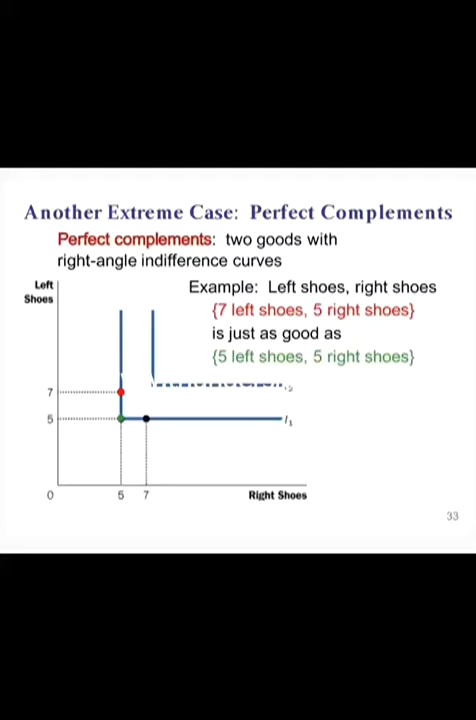 Another Extreme Case: Perfect Complements
Perfect complements: two goods with
right-angle indifference curves
Left
Shoes
Example: Left shoes, right shoes
{7 left shoes, 5 right shoes}
is just as good as
{5 left shoes, 5 right shoes}
7
5
I1
0
5
7
Right Shoes
33